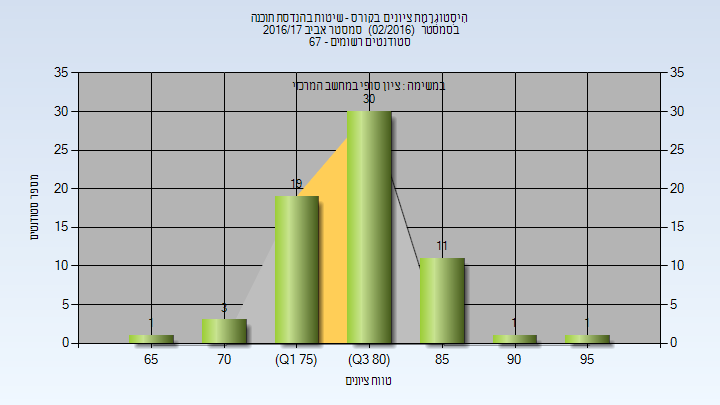 היסטוגרמת ציונים בקורס - שיטות בהנדסת תוכנה
בסמסטר (02/2016) סמסטר אביב 2016/17
סטודנטים רשומים - 67
במשימה : ציון סופי במחשב המרכזי
35 35
30 30
25 25
20 20
15 15
10 10
5 5
0 0
מספר סטודנטים
1 3 19 30 11 1 1
65 70 (Q1 75) (Q3 80) 85 90 95
טווח ציונים